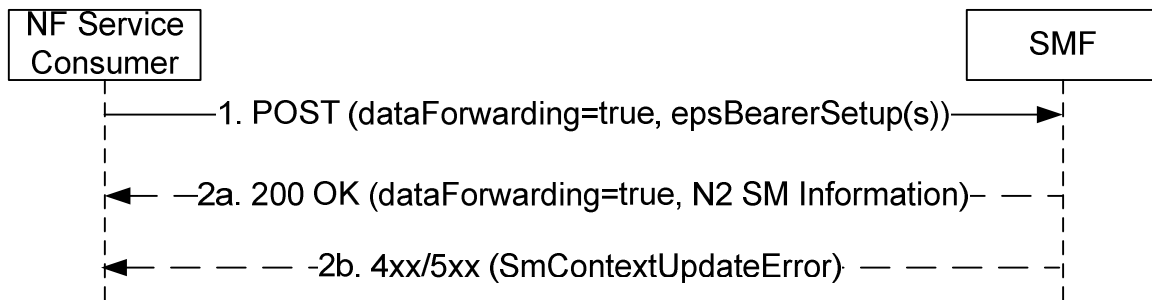 NF Service
Consumer
SMF
1. POST (dataForwarding=true, epsBearerSetup(s))
2a. 200 OK (dataForwarding=true, N2 SM Information)
2b. 4xx/5xx (SmContextUpdateError)